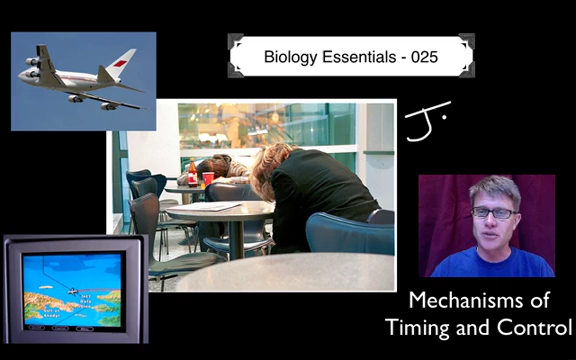 Biology Essentials - 025
J.
Mechanisms of
Timing and Control